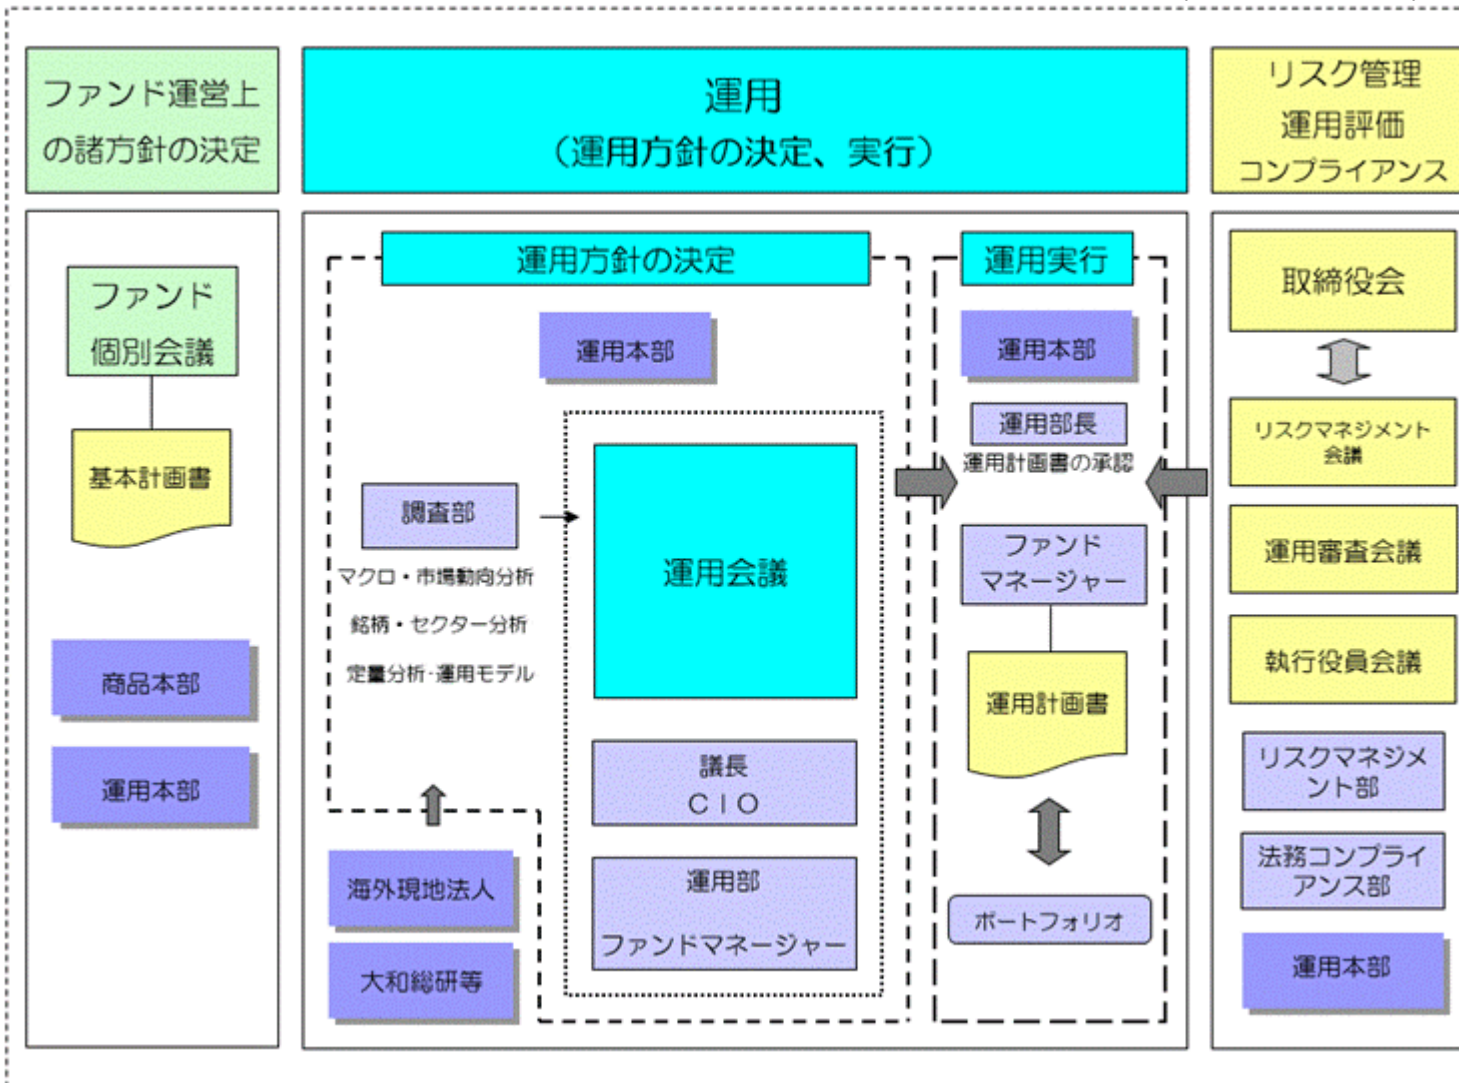 ファンド運営上
の諸方針の決定
運用
（運用方針の決定、実行）
リスク管理
運用評価
コンプライアンス
ファンド
個別会議
基本計画書
商品本部
運用本部
運用方針の決定
運用本部
調査部
マクロ・市場動向分析
銘柄・セクター分析
定量分析･運用モデル
運用会議
議長
ＣＩＯ
運用部
ファンドマネージャー
海外現地法人
大和総研等
運用実行
運用本部
運用部長
運用計画書の承認
ファンド
マネージャー
運用計画書
ポートフォリオ
取締役会
リスクマネジメント
会議
運用審査会議
執行役員会議
リスクマネジメ
ント部
法務コンプライ
アンス部
運用本部